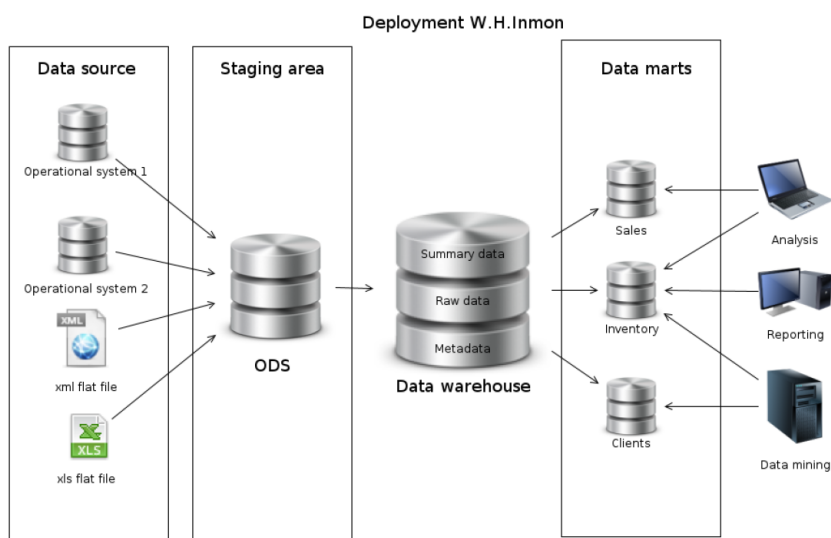 Deployment W.H.Inmon
Data source
Operational system 1
Operational system 2
XML
xml flat file
XLS
xls flat file
Staging area
ODS
Summary data
Raw data
Metadata
Data warehouse
Data marts
Sales
Inventory
Clients
Analysis
Reporting
Data mining